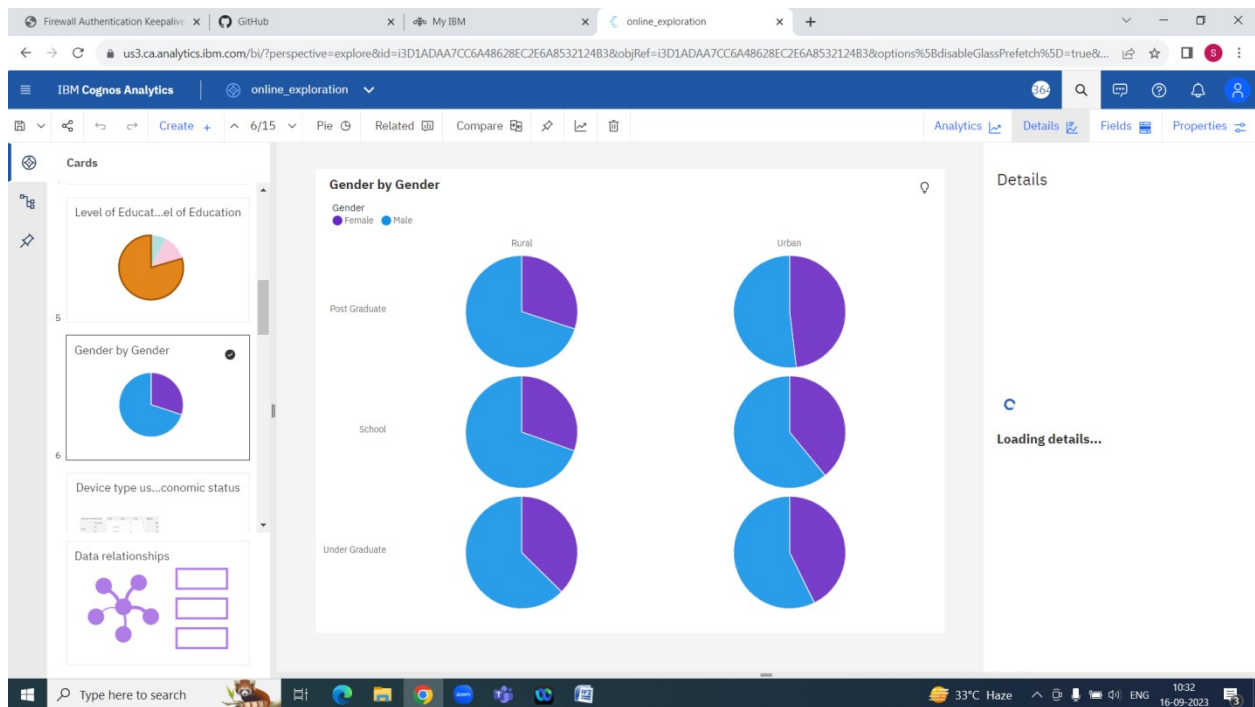 Firewall Authentication Keepalive
GitHub
My IBM
online_exploration
us3.ca.analytics.ibm.com/bi/?perspective=explore&id=i3D1ADAA7CC6A48628EC2E6A8532124B3&objRef=i3D1ADAA7CC6A48628EC2E6A8532124B3&options%5BdisableGlassPrefetch%5D=true&...
S
IBM Cognos Analytics
online_exploration
364
Create +
6/15
Pie
Related
Compare
Analytics
Details
Fields
Properties
Cards
Level of Educat...el of Education
5
Gender by Gender
6
Device type us...conomic status
Data relationships
Gender by Gender
Gender
Female
Male
Rural
Urban
Post Graduate
School
Under Graduate
Details
Loading details...
Type here to search
zoom
33°C Haze
ENG
10:32
16-09-2023
3